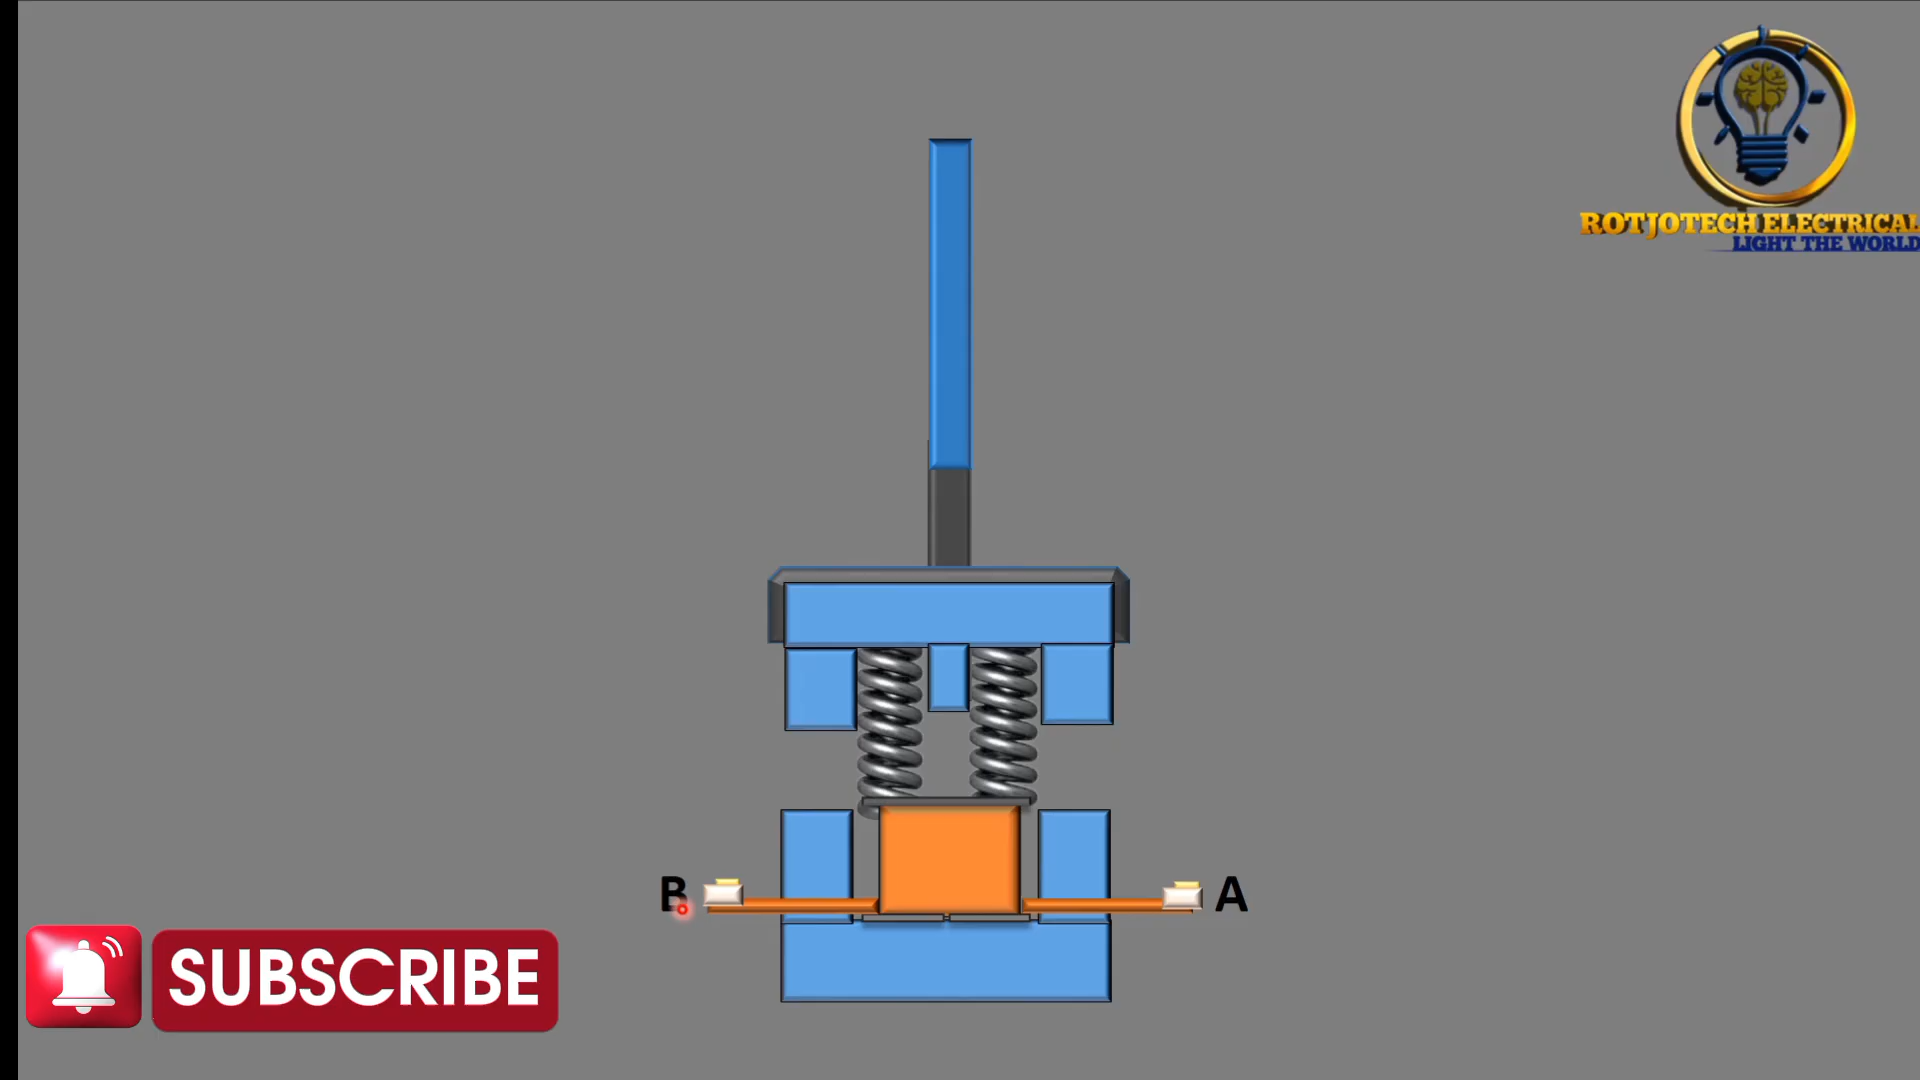 ROTJOTECH ELECTRICAL
LIGHT THE WORLD
B
A
SUBSCRIBE